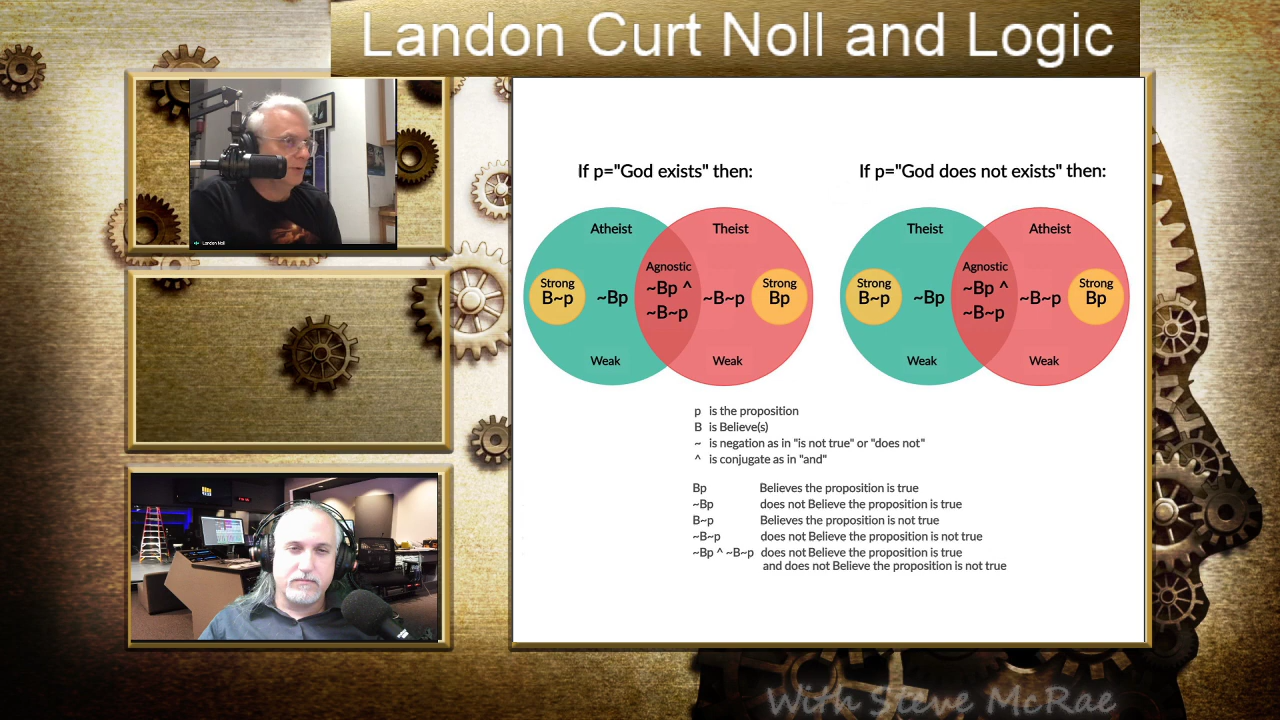 Landon Curt Noll and Logic
Landon Noll
If p="God exists" then:
Atheist
Theist
Agnostic
Strong
B~p
~Bp
~Bp ^
~B~p
~B~p
Strong
Bp
Weak
Weak
If p="God does not exists" then:
Theist
Atheist
Agnostic
Strong
B~p
~Bp
~Bp ^
~B~p
~B~p
Strong
Bp
Weak
Weak
p is the proposition
B is Believe(s)
~ is negation as in "is not true" or "does not"
^ is conjugate as in "and"
Bp Believes the proposition is true
~Bp does not Believe the proposition is true
B~p Believes the proposition is not true
~B~p does not Believe the proposition is not true
~Bp ^ ~B~p does not Believe the proposition is true
and does not Believe the proposition is not true
With Steve McRae